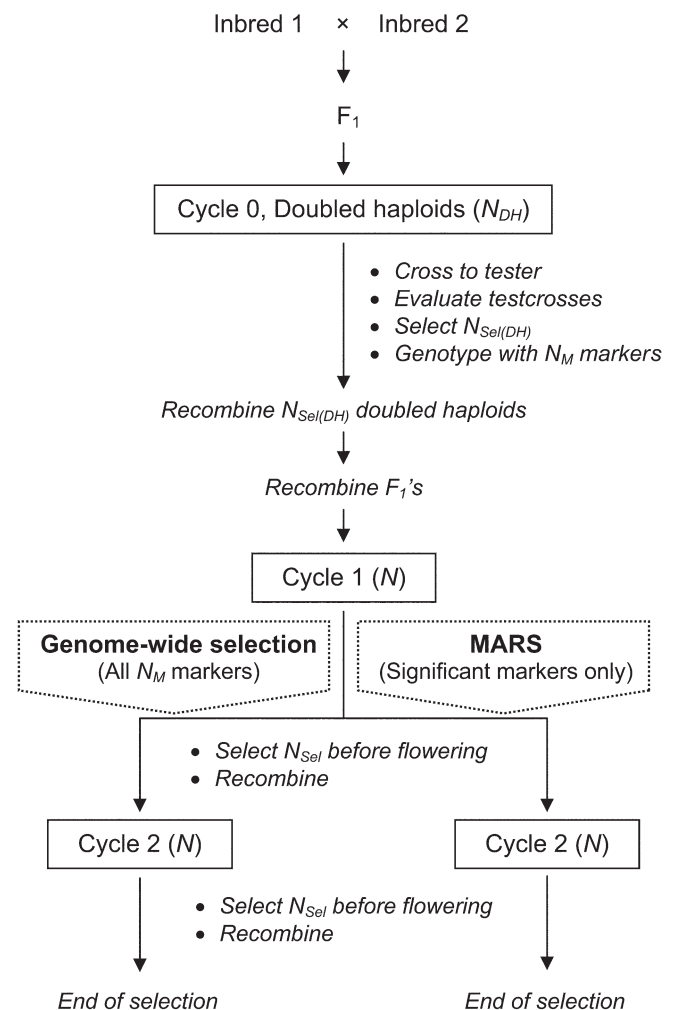 Inbred 1 × Inbred 2
F1
Cycle 0, Doubled haploids (NDH)
• Cross to tester
• Evaluate testcrosses
• Select NSel(DH)
• Genotype with NM markers
Recombine NSel(DH) doubled haploids
Recombine F1's
Cycle 1 (N)
Genome-wide selection
(All NM markers)
MARS
(Significant markers only)
• Select NSel before flowering
• Recombine
Cycle 2 (N)
Cycle 2 (N)
• Select NSel before flowering
• Recombine
End of selection
End of selection